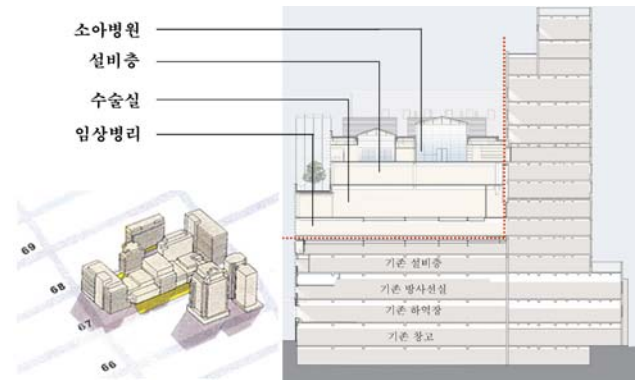 소아병원
설비층
수술실
임상병리
기존 설비층
기존 방사선실
기존 하역장
기존 창고
69
68
67
66